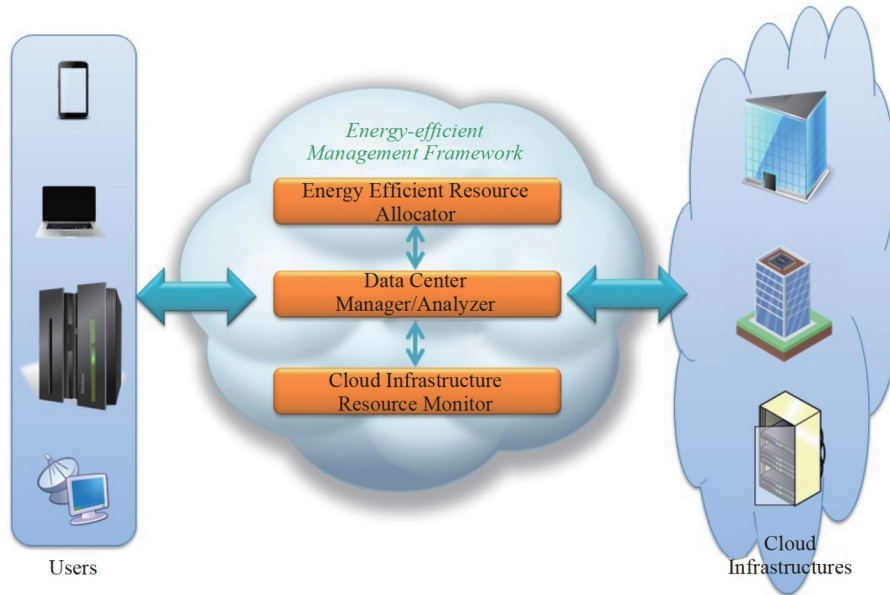 Energy-efficient
Management Framework
Energy Efficient Resource
Allocator
Data Center
Manager/Analyzer
Cloud Infrastructure
Resource Monitor
Users
Cloud
Infrastructures